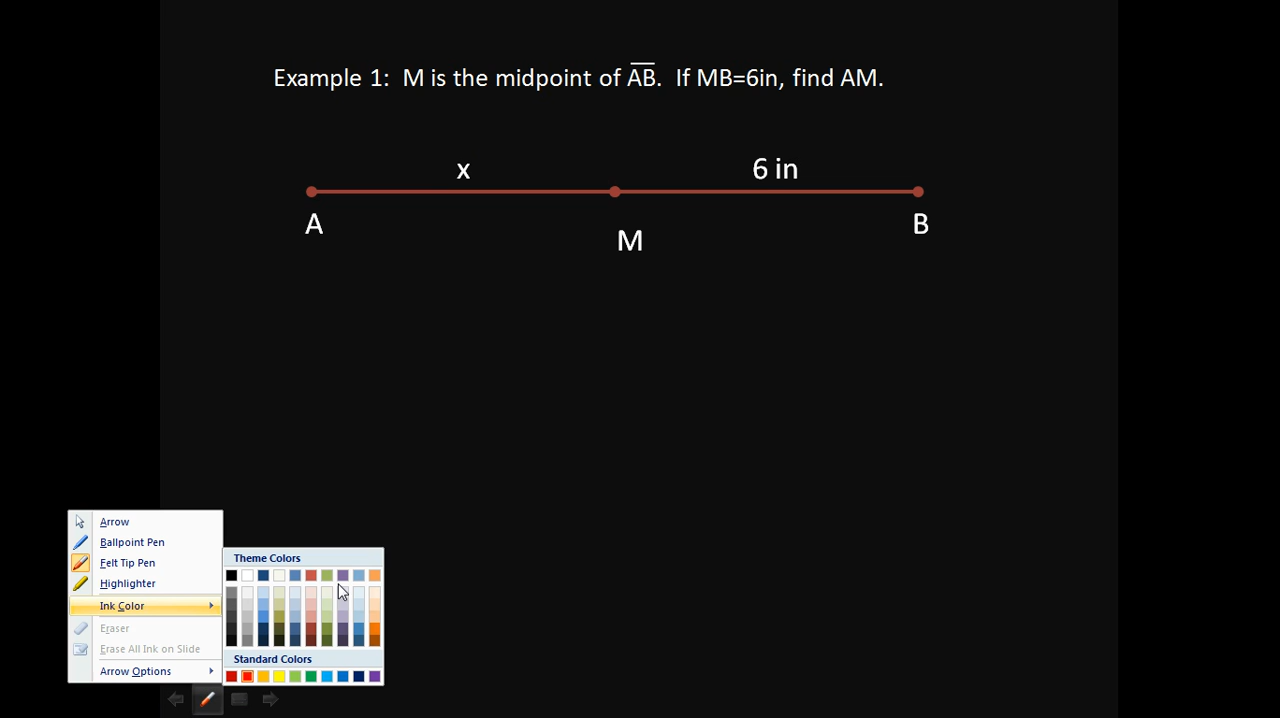 Example 1: M is the midpoint of A̅B̅. If MB=6in, find AM.
x
6 in
A
M
B
Arrow
Ballpoint Pen
Felt Tip Pen
Highlighter
Ink Color
Eraser
Erase All Ink on Slide
Arrow Options
Theme Colors
Standard Colors